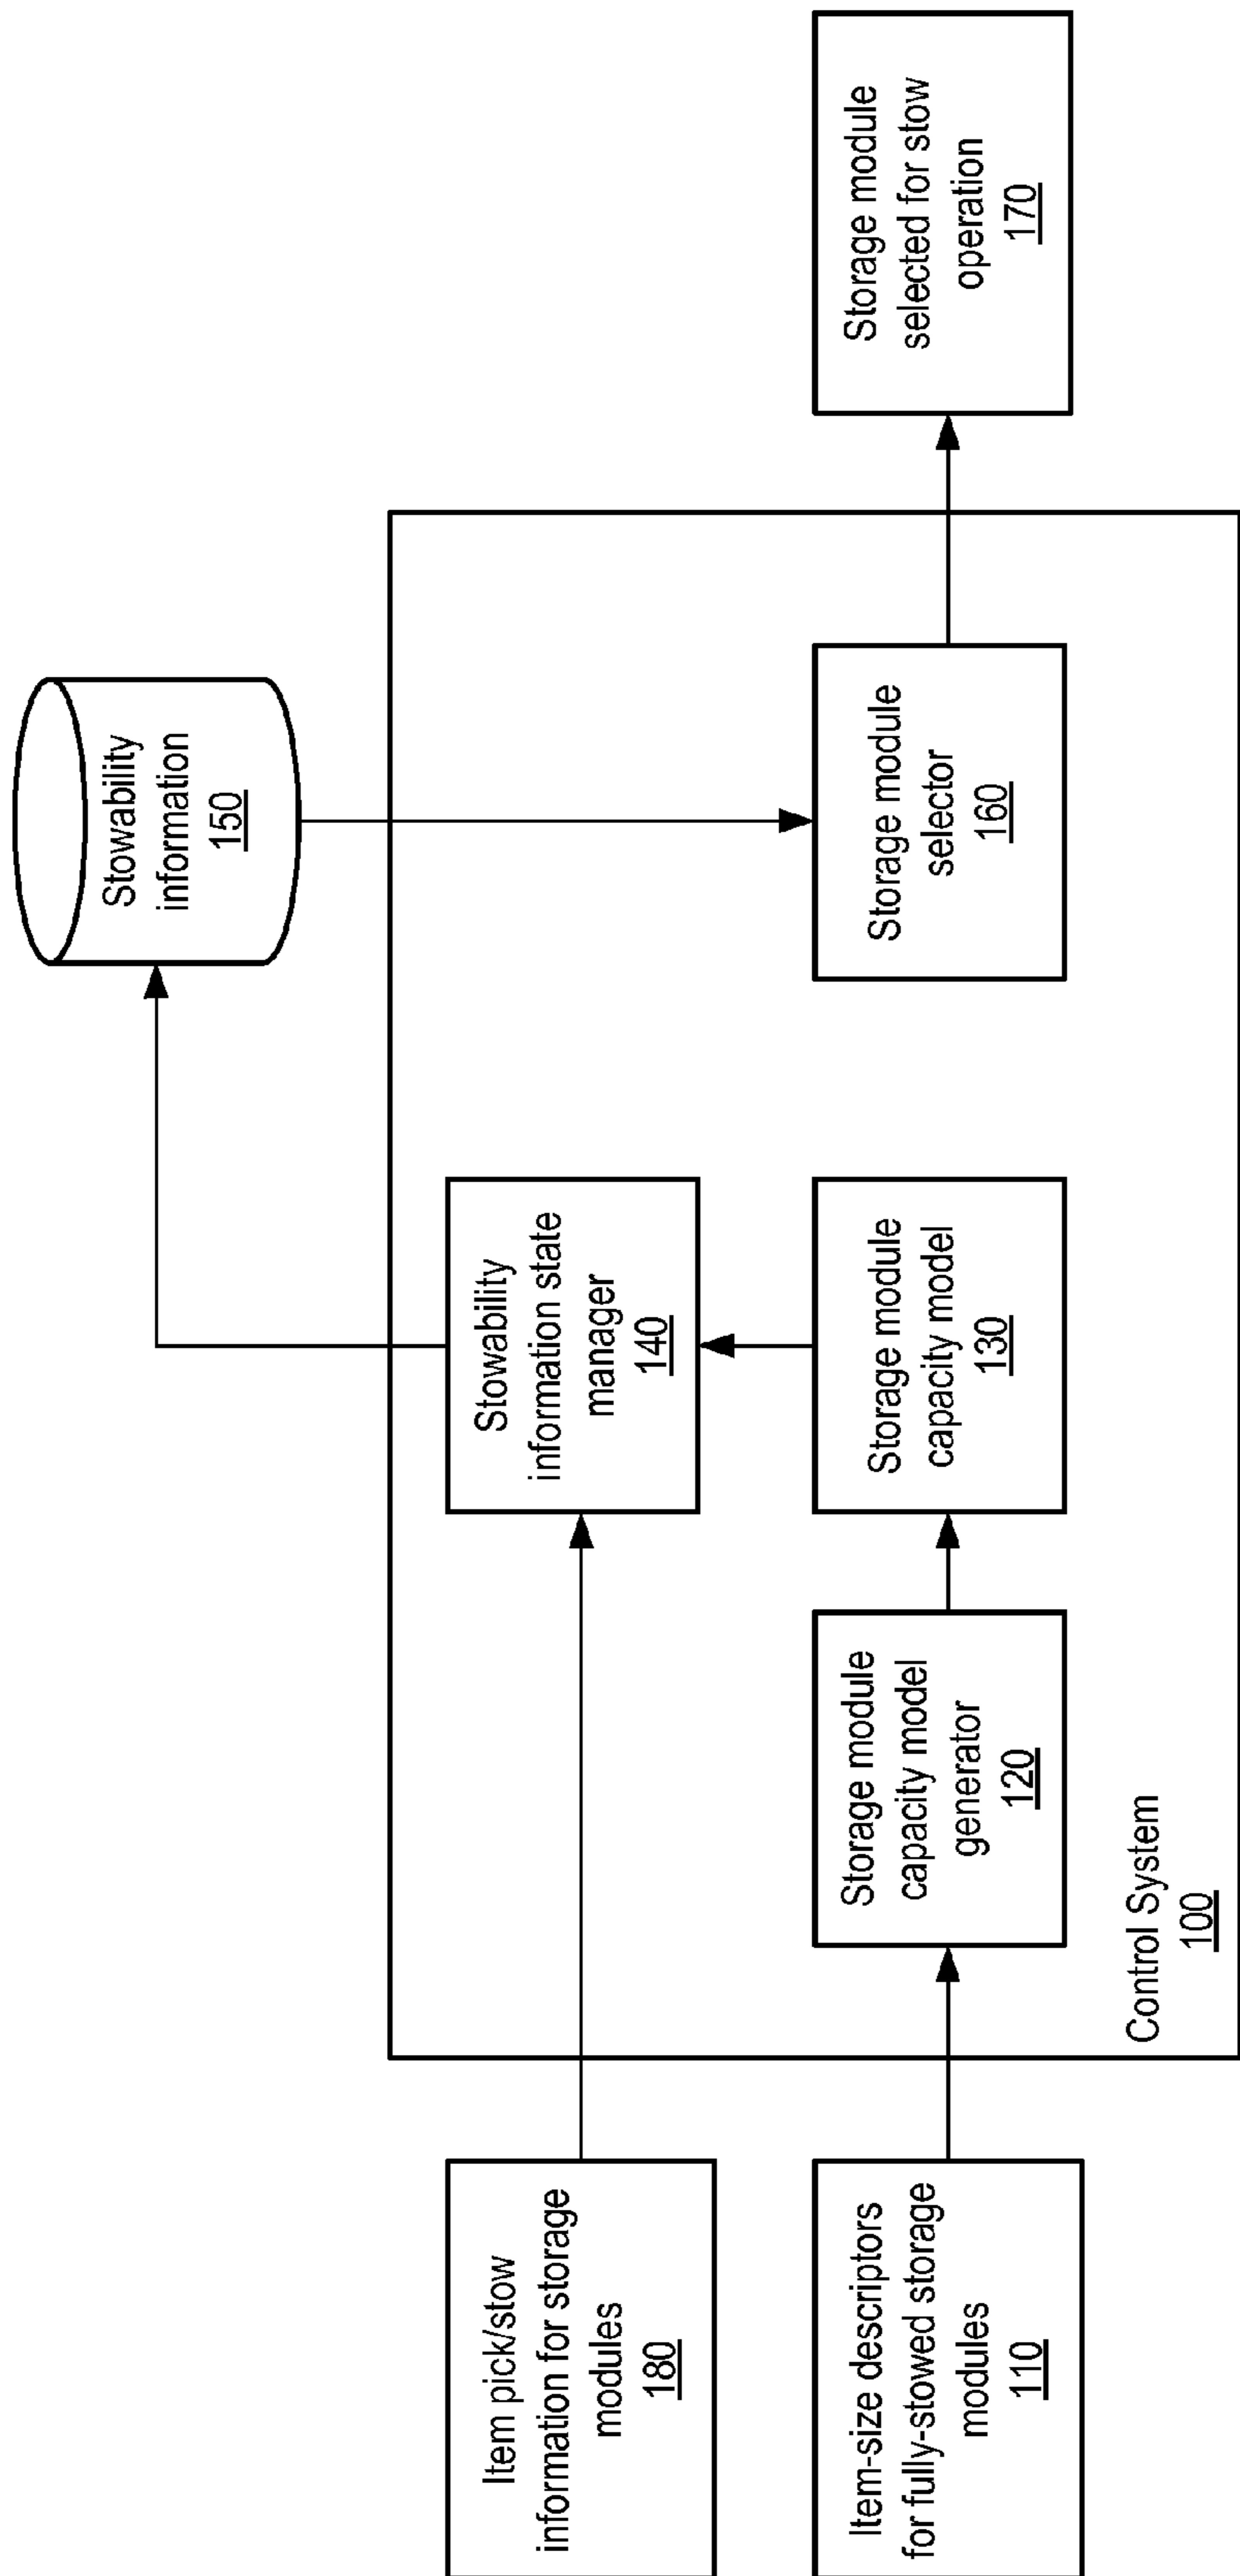 Stowability
information
150
Item pick/stow
information for storage
modules
180
Stowability
information state
manager
140
Item-size descriptors
for fully-stowed storage
modules
110
Storage module
capacity model
generator
120
Storage module
capacity model
130
Storage module
selector
160
Storage module
selected for stow
operation
170
Control System
100